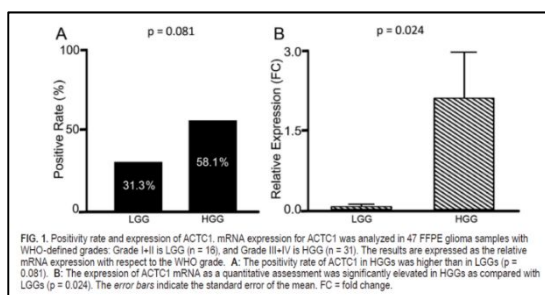 A
p = 0.081
100
50
0
Positive Rate (%)
31.3%
58.1%
LGG
HGG
B
p = 0.024
3.0
1.5
0.0
Relative Expression (FC)
LGG
HGG
FIG. 1. Positivity rate and expression of ACTC1. mRNA expression for ACTC1 was analyzed in 47 FFPE glioma samples with
WHO-defined grades: Grade I+II is LGG (n = 16), and Grade III+IV is HGG (n = 31). The results are expressed as the relative
mRNA expression with respect to the WHO grade. A: The positivity rate of ACTC1 in HGGs was higher than in LGGs (p =
0.081). B: The expression of ACTC1 mRNA as a quantitative assessment was significantly elevated in HGGs as compared with
LGGs (p = 0.024). The error bars indicate the standard error of the mean. FC = fold change.